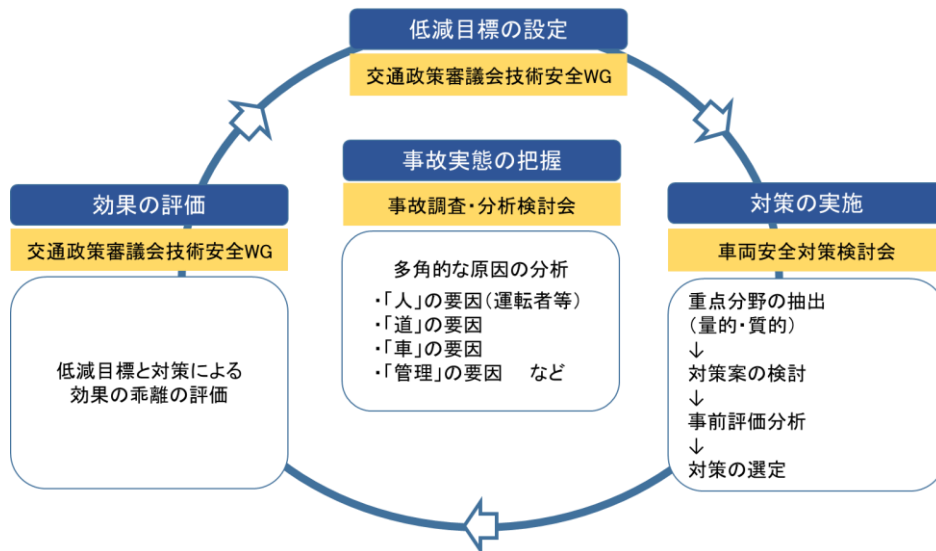 低減目標の設定
交通政策審議会技術安全WG
事故実態の把握
事故調査・分析検討会
多角的な原因の分析
・「人」の要因(運転者等)
・「道」の要因
・「車」の要因
・「管理」の要因　など
効果の評価
交通政策審議会技術安全WG
低減目標と対策による
効果の乖離の評価
対策の実施
車両安全対策検討会
重点分野の抽出
(量的・質的)
↓
対策案の検討
↓
事前評価分析
↓
対策の選定